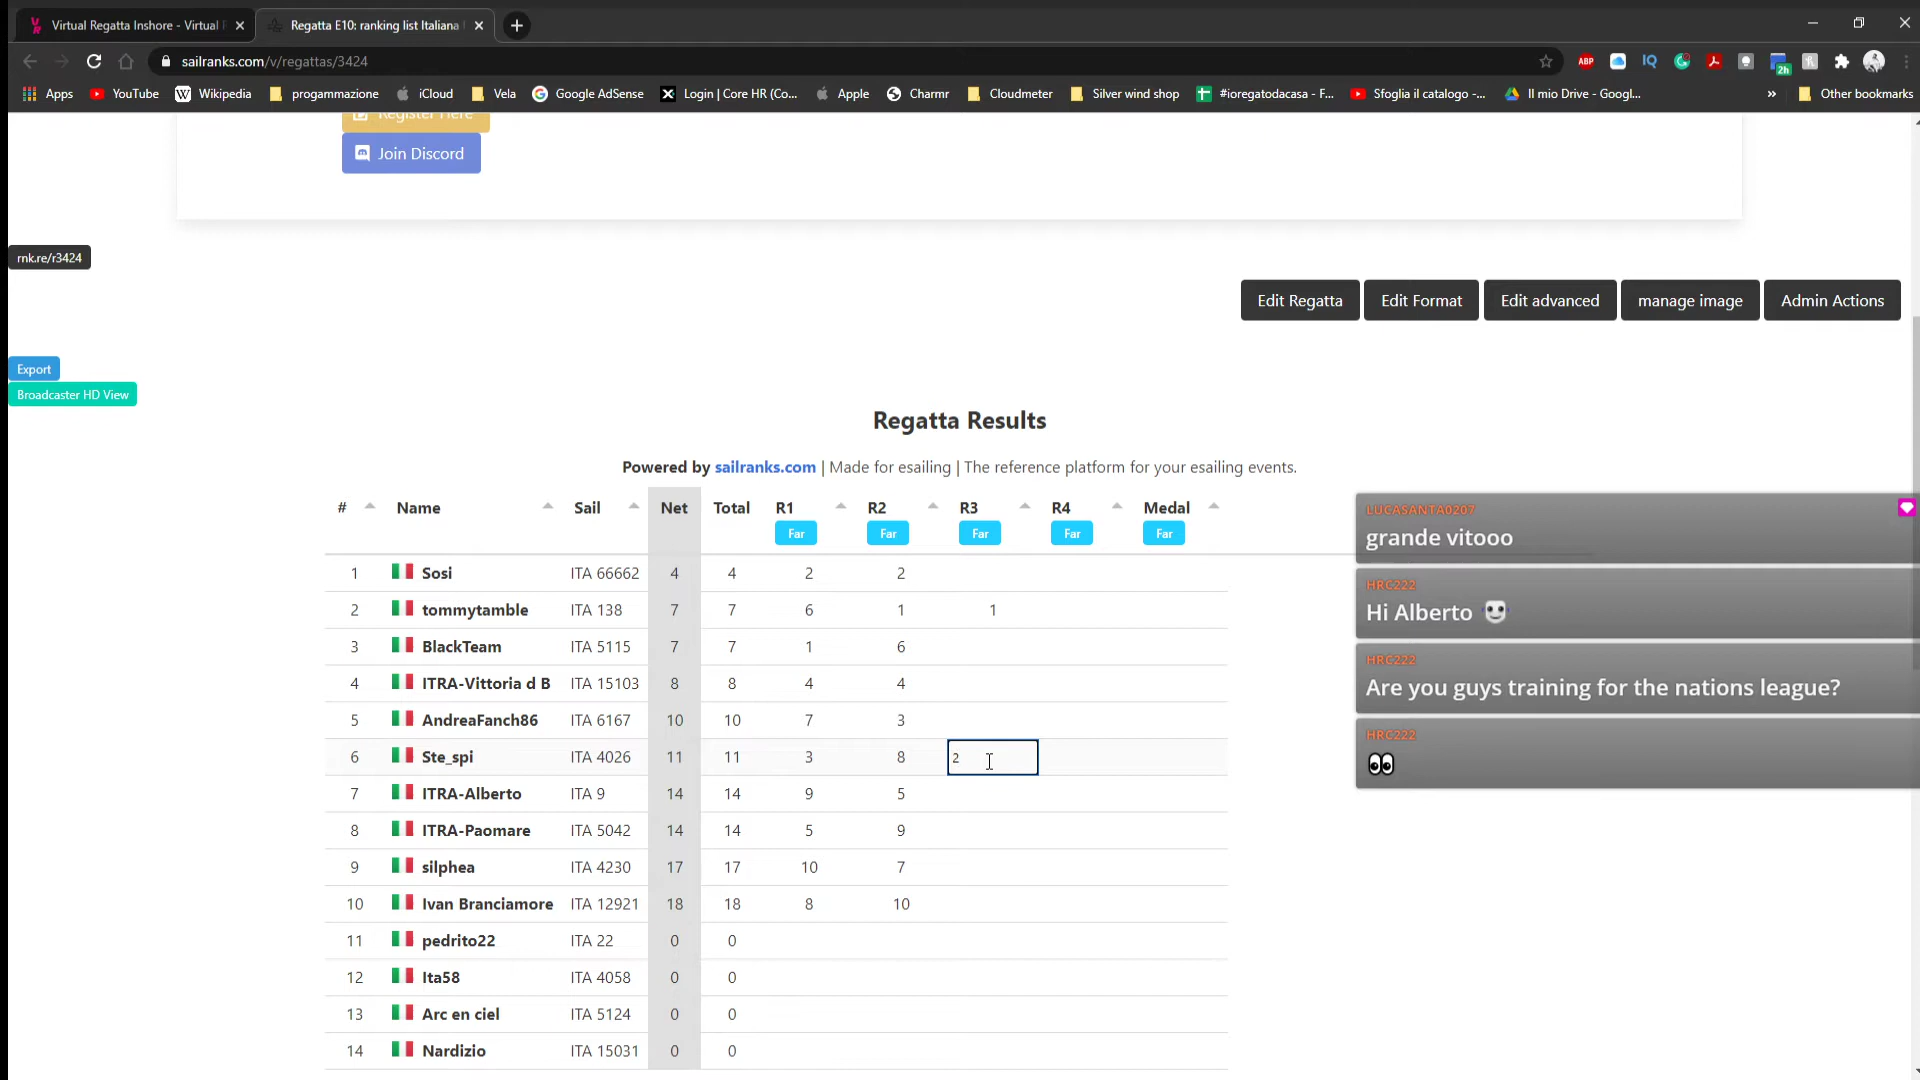 Virtual Regatta Inshore - Virtual
Regatta E10: ranking list Italiana
sailranks.com/v/regattas/3424
ABP
IQ
2h
Apps
YouTube
Wikipedia
progammazione
iCloud
Vela
Google AdSense
Login | Core HR (Co...
Apple
Charmr
Cloudmeter
Silver wind shop
#ioregatodacasa - F...
Sfoglia il catalogo -...
Il mio Drive - Googl...
»
Other bookmarks
Register Here
Join Discord
rnk.re/r3424
Edit Regatta
Edit Format
Edit advanced
manage image
Admin Actions
Export
Broadcaster HD View
Regatta Results
Powered by sailranks.com | Made for esailing | The reference platform for your esailing events.
# Name Sail Net Total R1 R2 R3 R4 Medal
Far Far Far Far Far
1 Sosi ITA 66662 4 4 2 2
2 tommytamble ITA 138 7 7 6 1 1
3 BlackTeam ITA 5115 7 7 1 6
4 ITRA-Vittoria d B ITA 15103 8 8 4 4
5 AndreaFanch86 ITA 6167 10 10 7 3
6 Ste_spi ITA 4026 11 11 3 8 2
7 ITRA-Alberto ITA 9 14 14 9 5
8 ITRA-Paomare ITA 5042 14 14 5 9
9 silphea ITA 4230 17 17 10 7
10 Ivan Branciamore ITA 12921 18 18 8 10
11 pedrito22 ITA 22 0 0
12 Ita58 ITA 4058 0 0
13 Arc en ciel ITA 5124 0 0
14 Nardizio ITA 15031 0 0
LUCASANTA0207
grande vitooo
HRC222
Hi Alberto
HRC222
Are you guys training for the nations league?
HRC222
👀